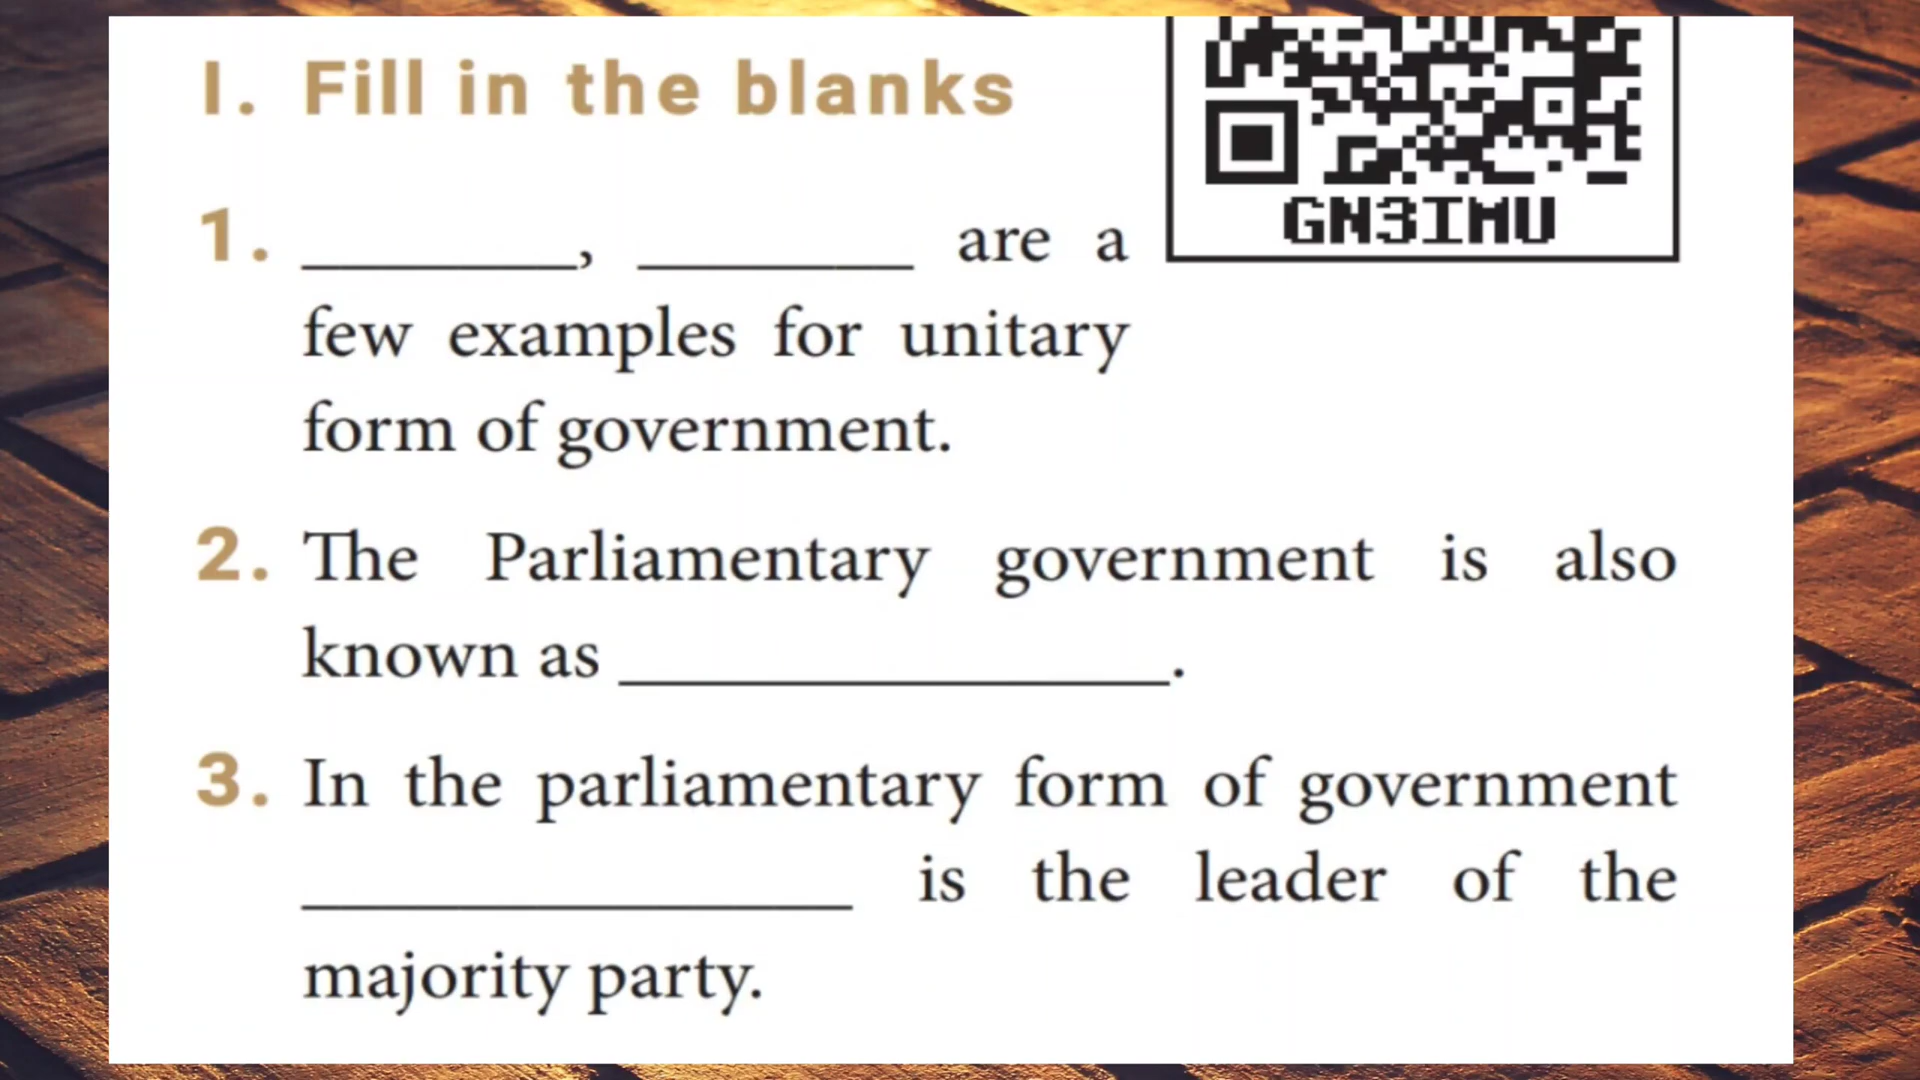 I. Fill in the blanks
GN3IMU
1. ________, ________ are a
few examples for unitary
form of government.
2. The Parliamentary government is also
known as ________________.
3. In the parliamentary form of government
________________ is the leader of the
majority party.